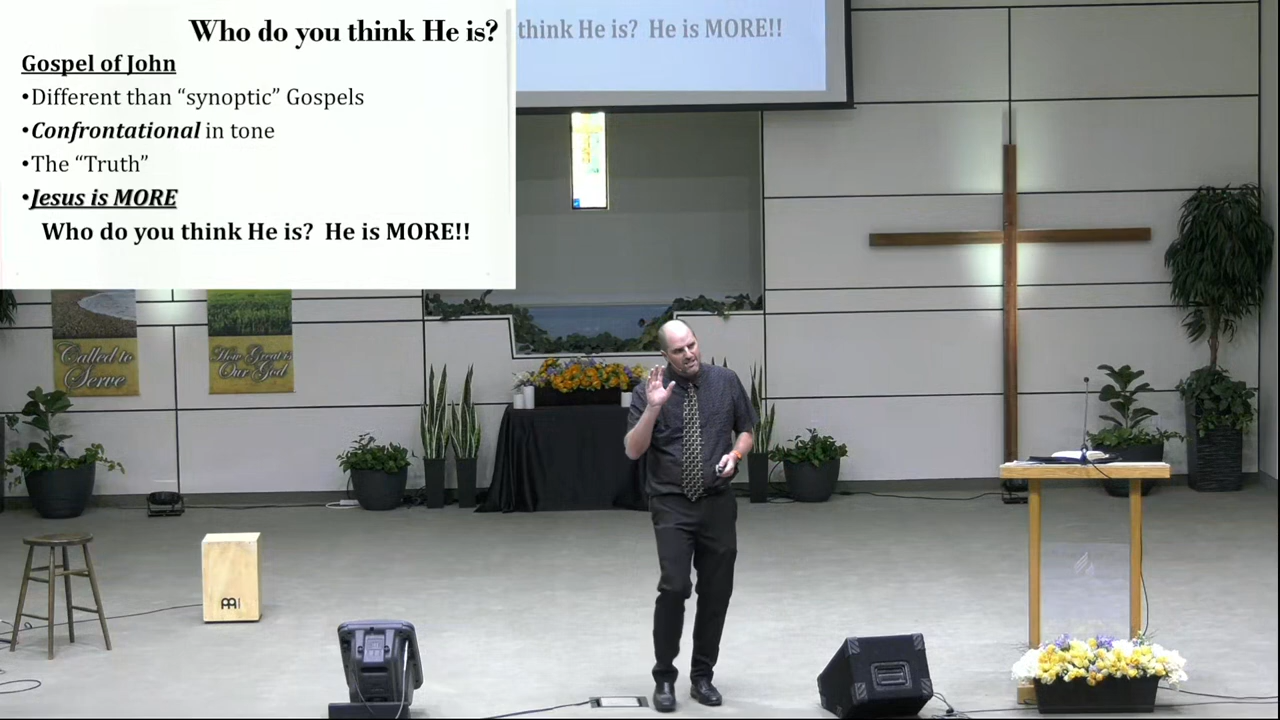 Who do you think He is?
Gospel of John
•Different than “synoptic” Gospels
•Confrontational in tone
•The “Truth”
•Jesus is MORE
Who do you think He is?  He is MORE!!
think He is?  He is MORE!!
Called to
Serve
How Great is
Our God